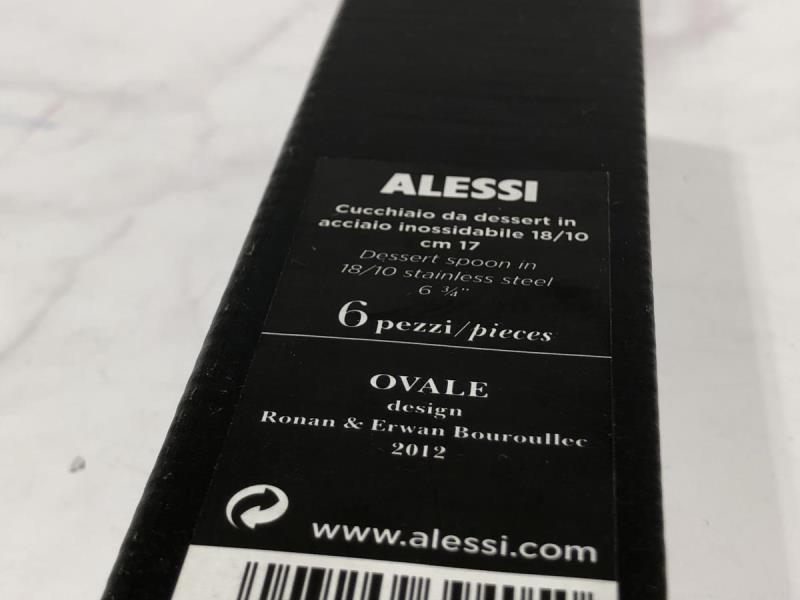 ALESSI
Cucchiaio da dessert in
acciaio inossidabile 18/10
cm 17
Dessert spoon in
18/10 stainless steel
6 ¾"
6 pezzi/pieces
OVALE
design
Ronan & Erwan Bouroullec
2012
www.alessi.com